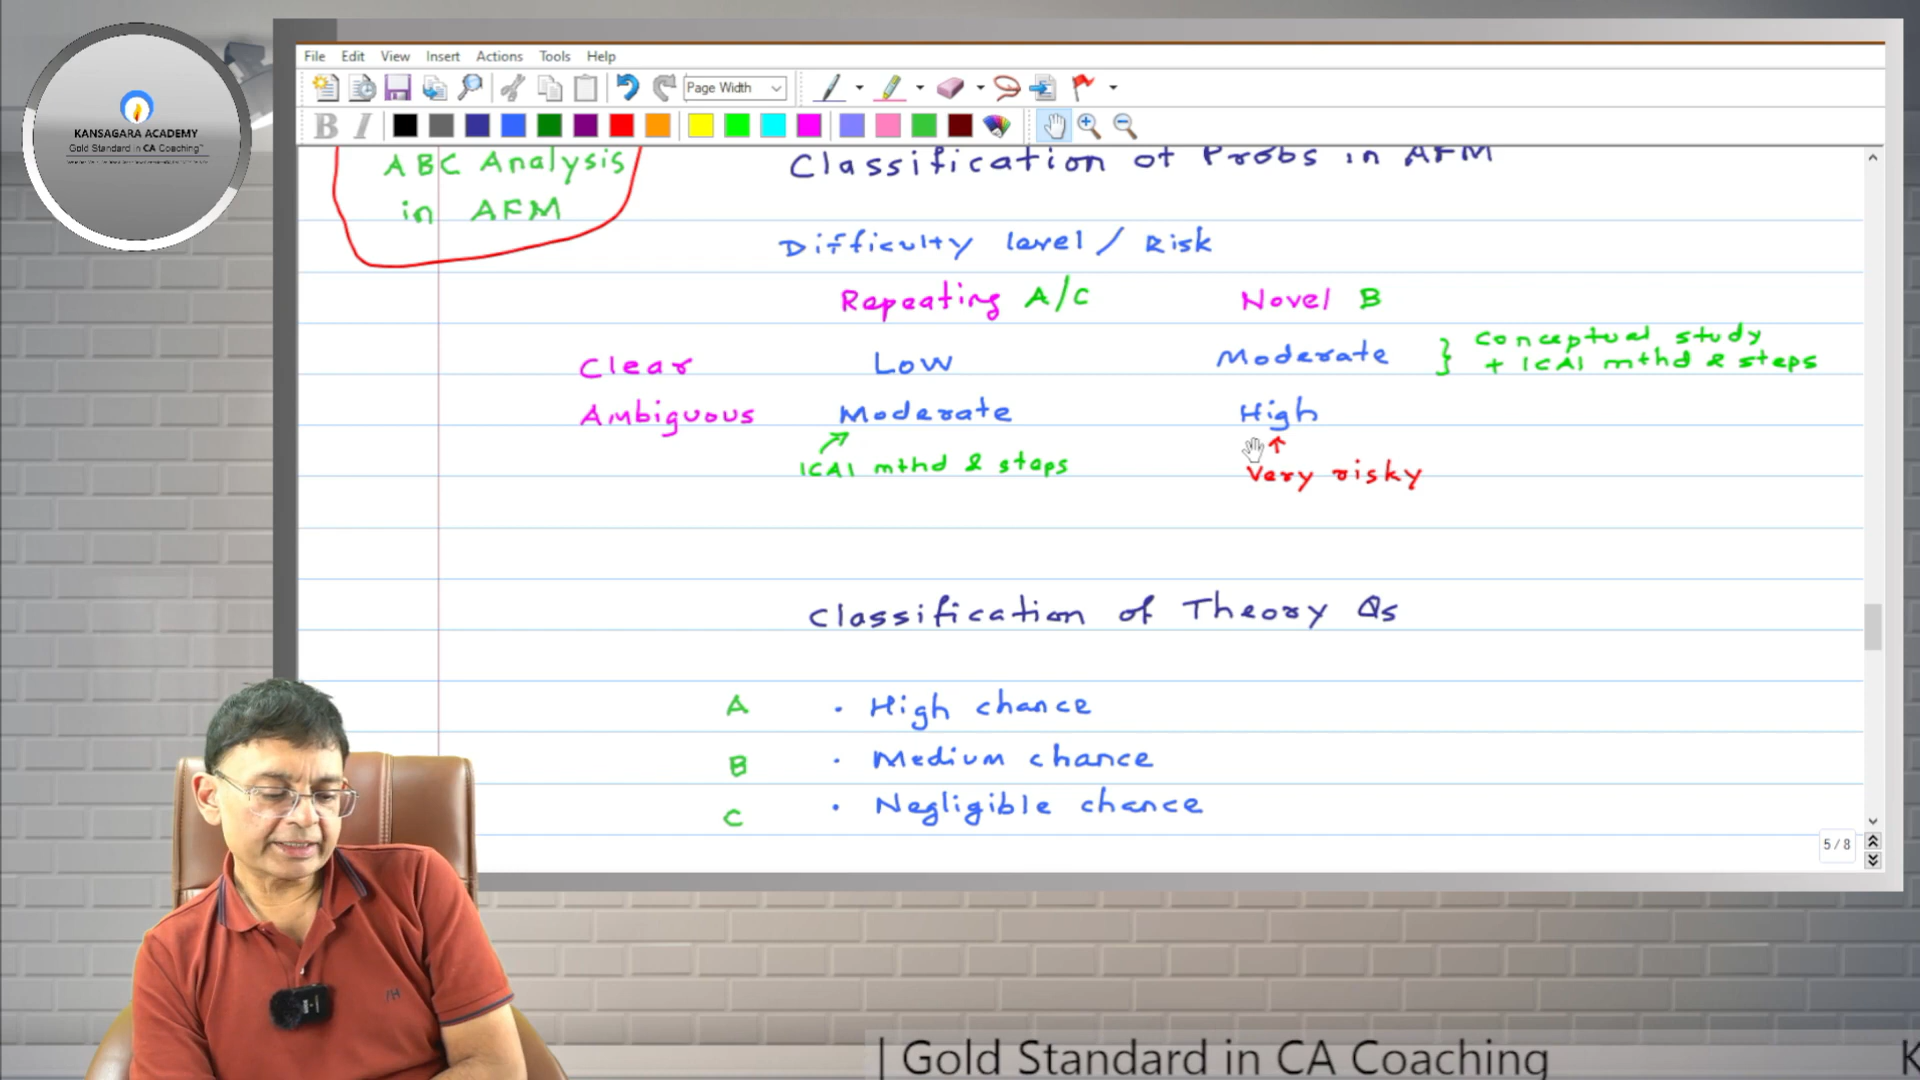 KANSAGARA ACADEMY
Gold Standard in CA Coaching™
File Edit View Insert Actions Tools Help
Page Width
B I
ABC Analysis
in AFM
Classification of Probs in AFM
Difficulty level / Risk
Repeating A/C Novel B
Clear Low Moderate } Conceptual study
+ ICAI mthd & steps
Ambiguous Moderate High
ICAI mthd & steps Very risky
Classification of Theory Qs
A · High chance
B · Medium chance
C · Negligible chance
5 / 8
| Gold Standard in CA Coaching K